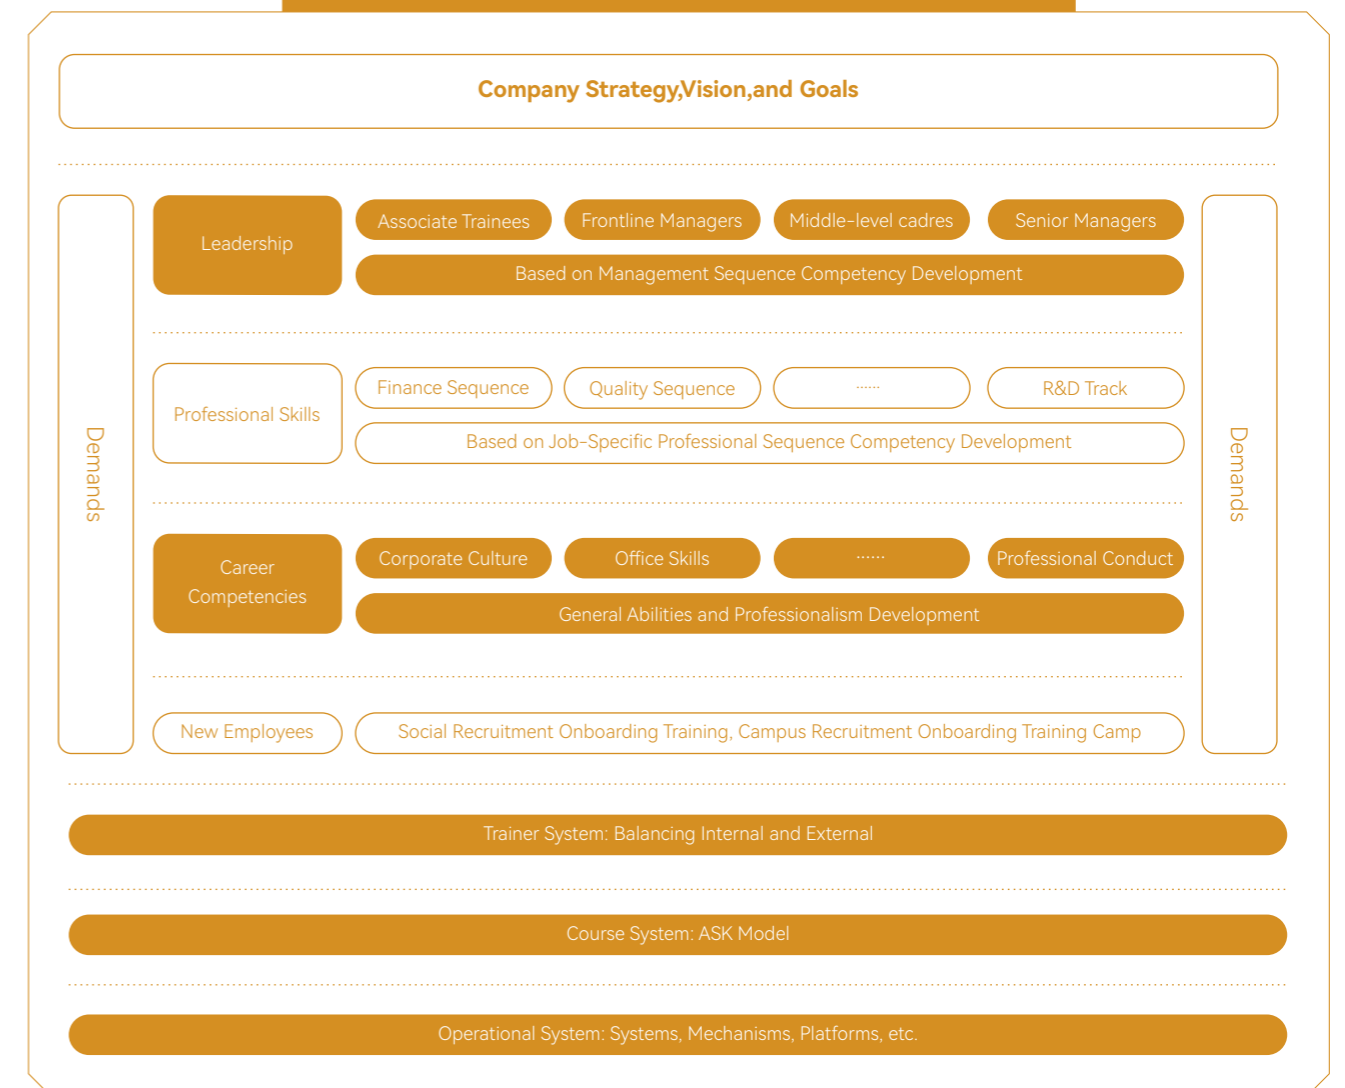 Company Strategy,Vision,and Goals
Demands
Leadership
Associate Trainees
Frontline Managers
Middle-level cadres
Senior Managers
Based on Management Sequence Competency Development
Professional Skills
Finance Sequence
Quality Sequence
······
R&D Track
Based on Job-Specific Professional Sequence Competency Development
Career
Competencies
Corporate Culture
Office Skills
······
Professional Conduct
General Abilities and Professionalism Development
New Employees
Social Recruitment Onboarding Training, Campus Recruitment Onboarding Training Camp
Demands
Trainer System: Balancing Internal and External
Course System: ASK Model
Operational System: Systems, Mechanisms, Platforms, etc.